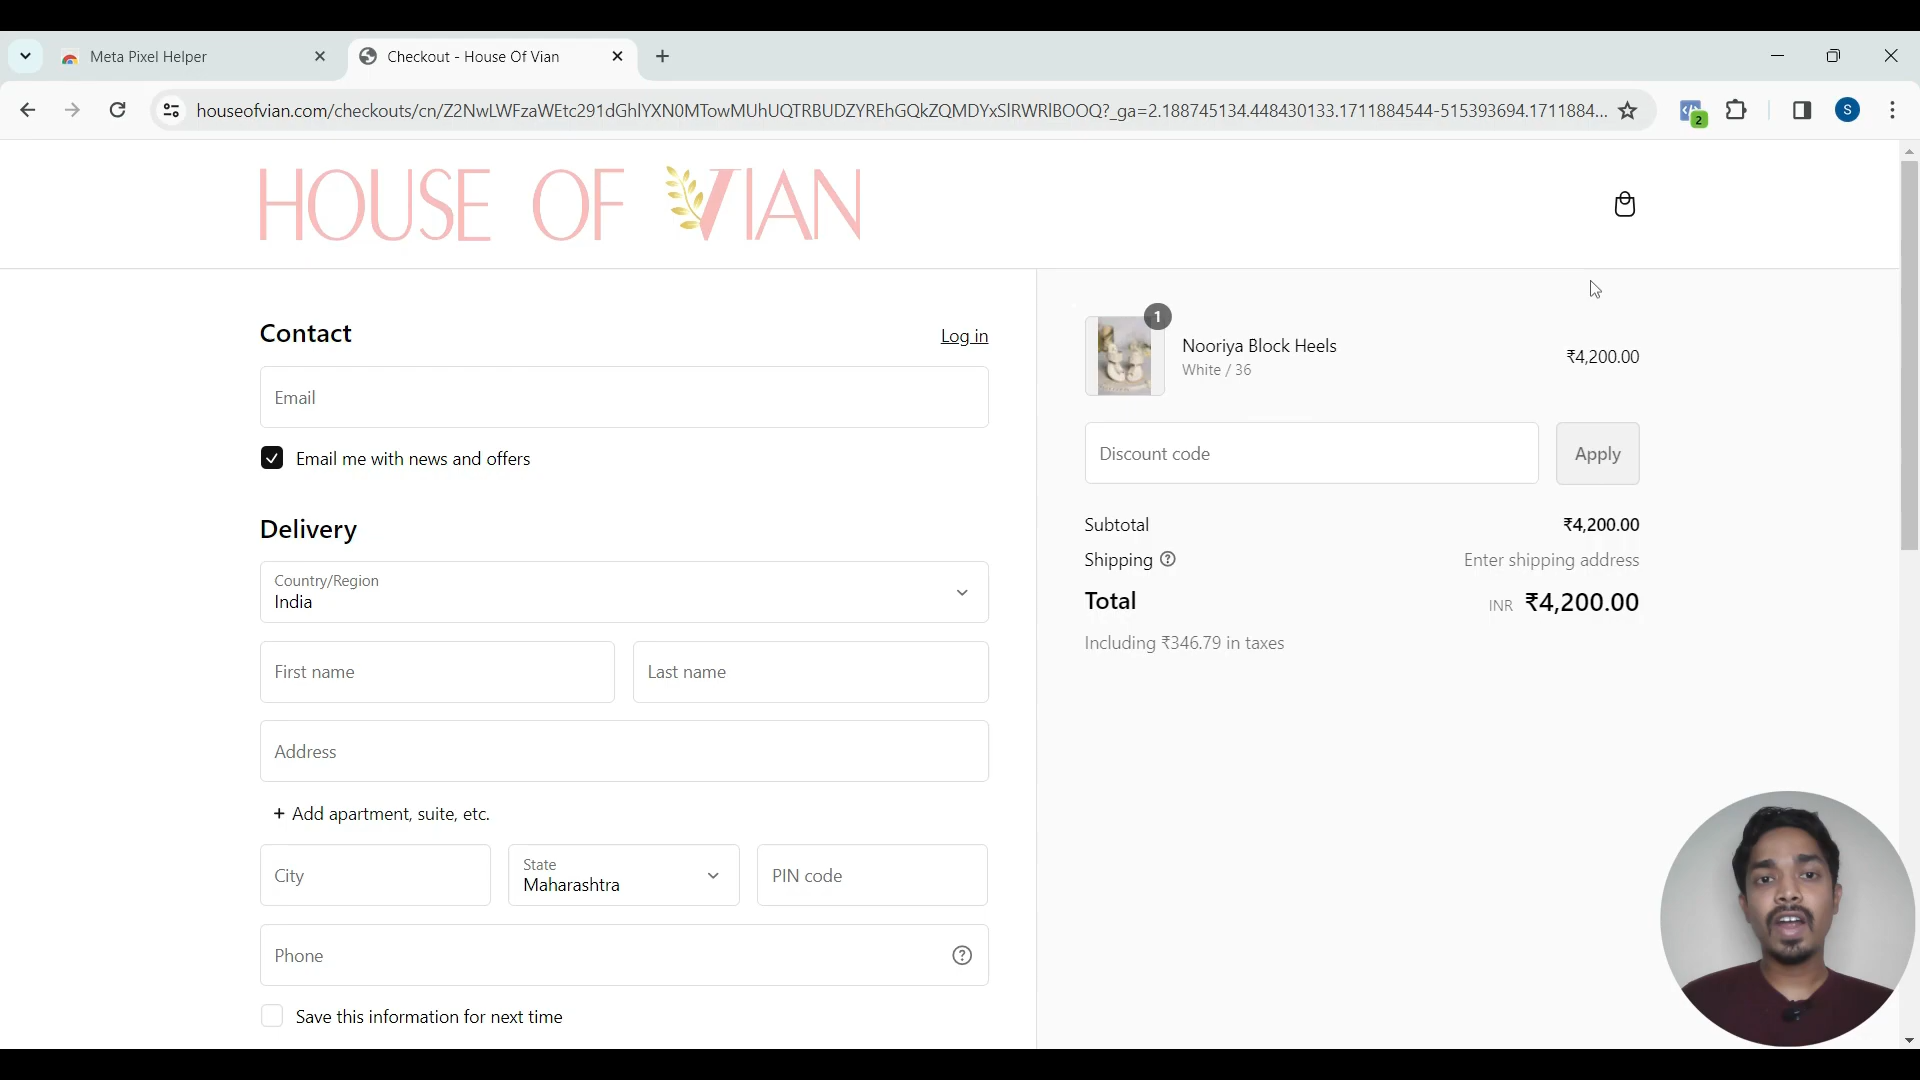 Meta Pixel Helper
Checkout - House Of Vian
houseofvian.com/checkouts/cn/Z2NwLWFzaWEtc291dGhlYXN0MTowMUhUQTRBUDZYREhGQkZQMDYxSlRWRlBOOQ?_ga=2.188745134.448430133.1711884544-515393694.1711884...
2
S
HOUSE OF VIAN
Contact
Log in
Email
Email me with news and offers
Delivery
Country/Region
India
First name
Last name
Address
+ Add apartment, suite, etc.
City
State
Maharashtra
PIN code
Phone
Save this information for next time
1
Nooriya Block Heels
White / 36
₹4,200.00
Discount code
Apply
Subtotal
₹4,200.00
Shipping
Enter shipping address
Total
INR ₹4,200.00
Including ₹346.79 in taxes